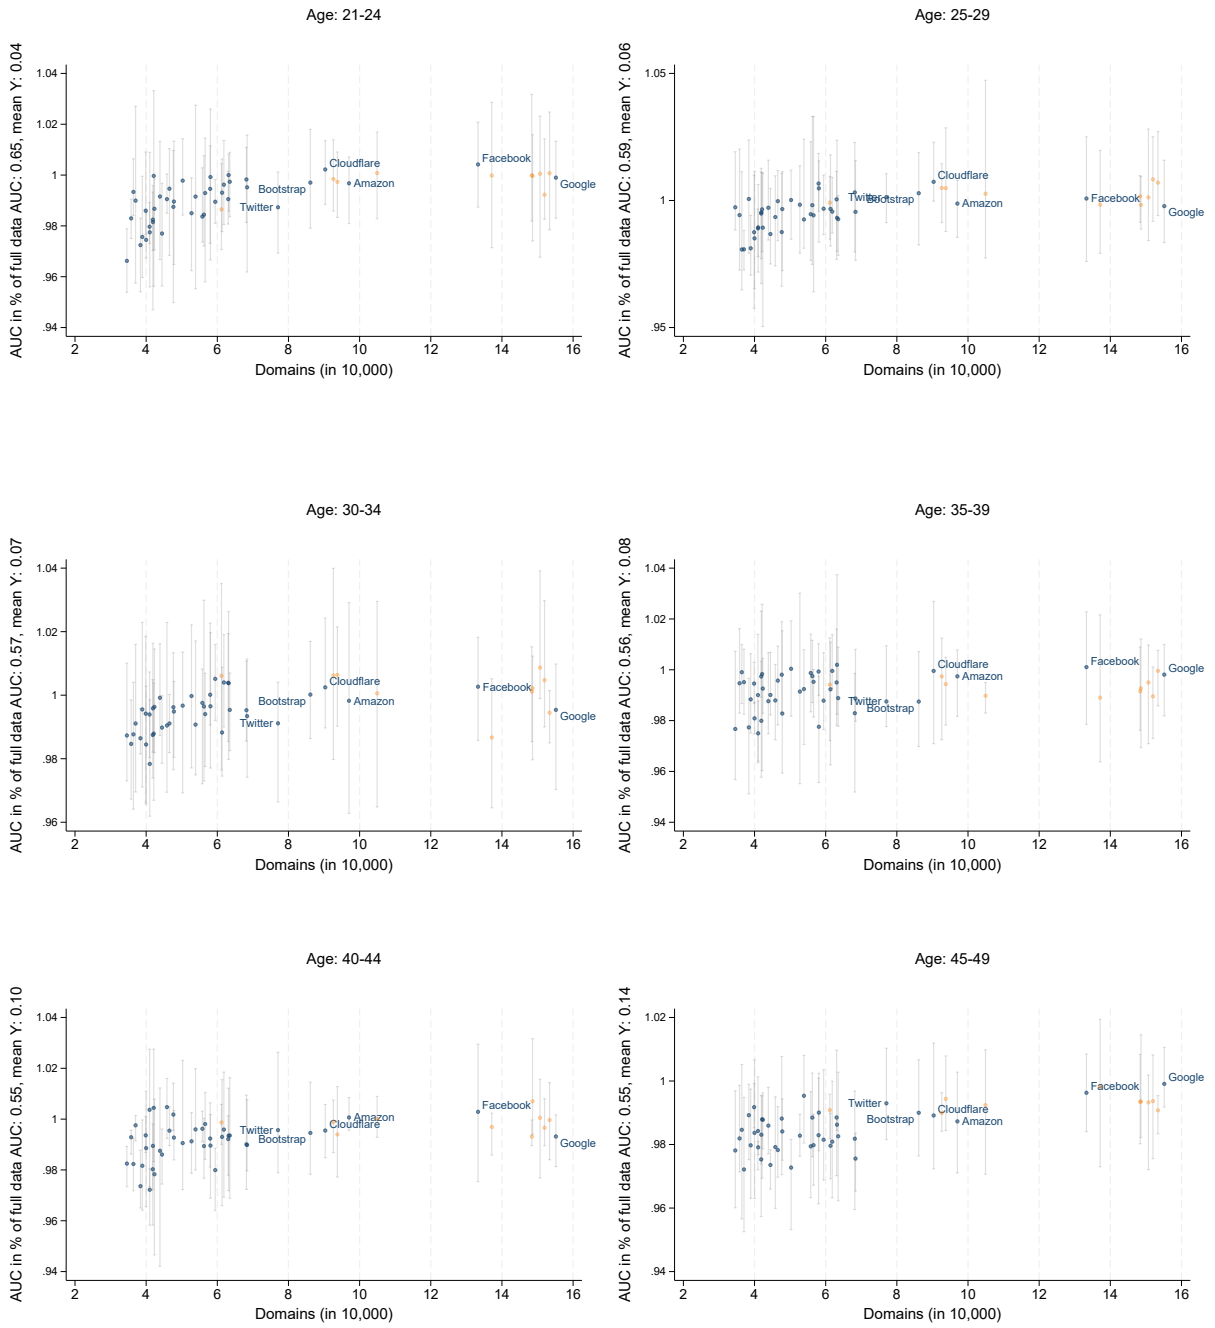 Age: 21-24
AUC in % of full data AUC: 0.65, mean Y: 0.04
1.04
1.02
1
.98
.96
.94
Facebook
Cloudflare
Google
Amazon
Bootstrap
Twitter
2 4 6 8 10 12 14 16
Domains (in 10,000)
Age: 25-29
AUC in % of full data AUC: 0.59, mean Y: 0.06
1.05
1
.95
Cloudflare
Twitter
Bootstrap
Amazon
Facebook
Google
2 4 6 8 10 12 14 16
Domains (in 10,000)
Age: 30-34
AUC in % of full data AUC: 0.57, mean Y: 0.07
1.04
1.02
1
.98
.96
Cloudflare
Facebook
Bootstrap
Amazon
Google
Twitter
2 4 6 8 10 12 14 16
Domains (in 10,000)
Age: 35-39
AUC in % of full data AUC: 0.56, mean Y: 0.08
1.04
1.02
1
.98
.96
.94
Facebook
Cloudflare
Google
Amazon
Twitter
Bootstrap
2 4 6 8 10 12 14 16
Domains (in 10,000)
Age: 40-44
AUC in % of full data AUC: 0.55, mean Y: 0.10
1.04
1.02
1
.98
.96
.94
Facebook
Amazon
Cloudflare
Twitter
Bootstrap
Google
2 4 6 8 10 12 14 16
Domains (in 10,000)
Age: 45-49
AUC in % of full data AUC: 0.55, mean Y: 0.14
1.02
1
.98
.96
.94
Google
Facebook
Twitter
Cloudflare
Bootstrap
Amazon
2 4 6 8 10 12 14 16
Domains (in 10,000)